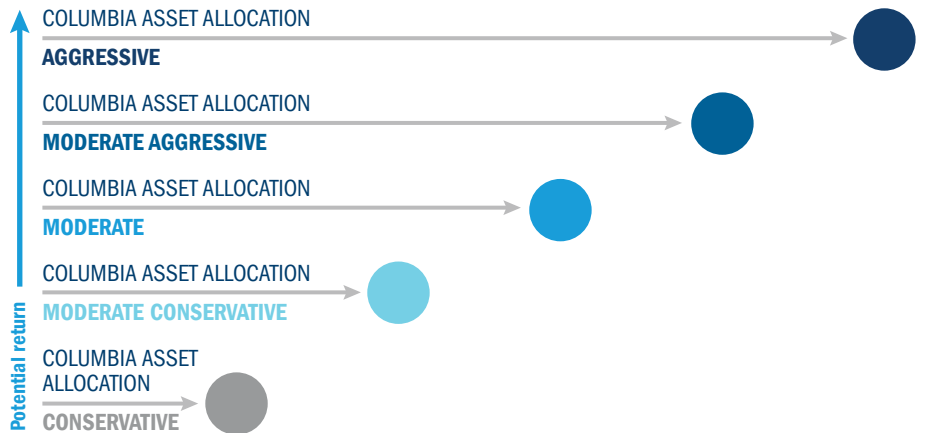 COLUMBIA ASSET ALLOCATION
AGGRESSIVE
COLUMBIA ASSET ALLOCATION
MODERATE AGGRESSIVE
COLUMBIA ASSET ALLOCATION
MODERATE
COLUMBIA ASSET ALLOCATION
MODERATE CONSERVATIVE
COLUMBIA ASSET
ALLOCATION
CONSERVATIVE
Potential return